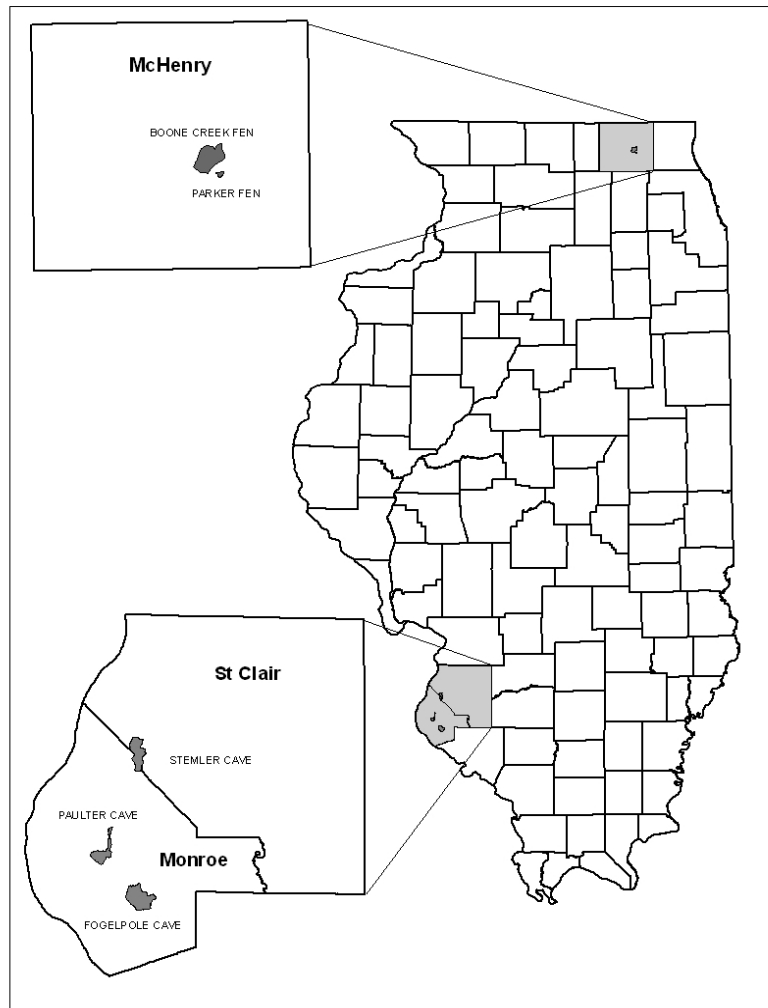 McHenry
BOONE CREEK FEN
PARKER FEN
St Clair
STEMLER CAVE
PAULTER CAVE
Monroe
FOGELPOLE CAVE